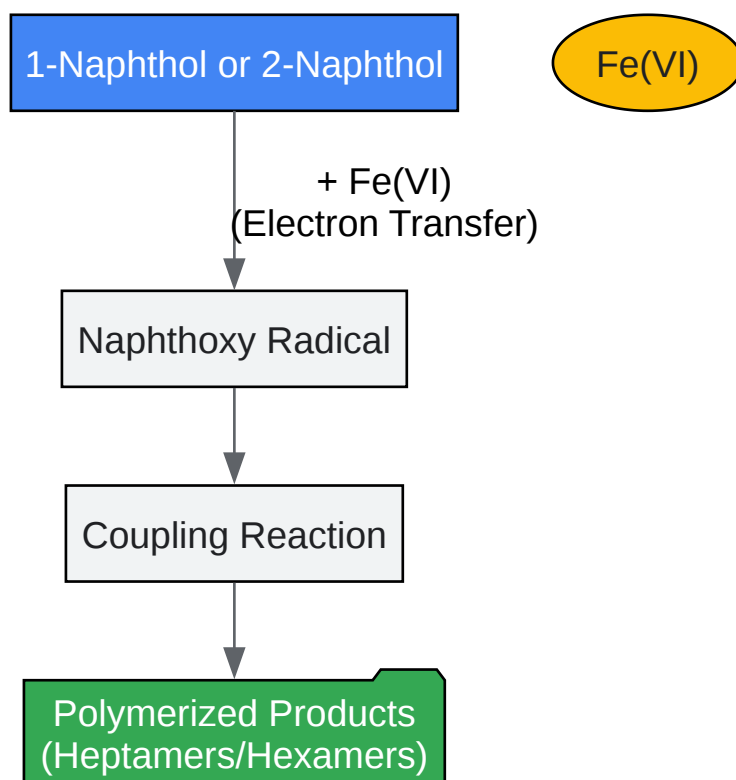 1-Naphthol or 2-Naphthol
Fe(VI)
+ Fe(VI)
(Electron Transfer)
Naphthoxy Radical
Coupling Reaction
Polymerized Products
(Heptamers/Hexamers)